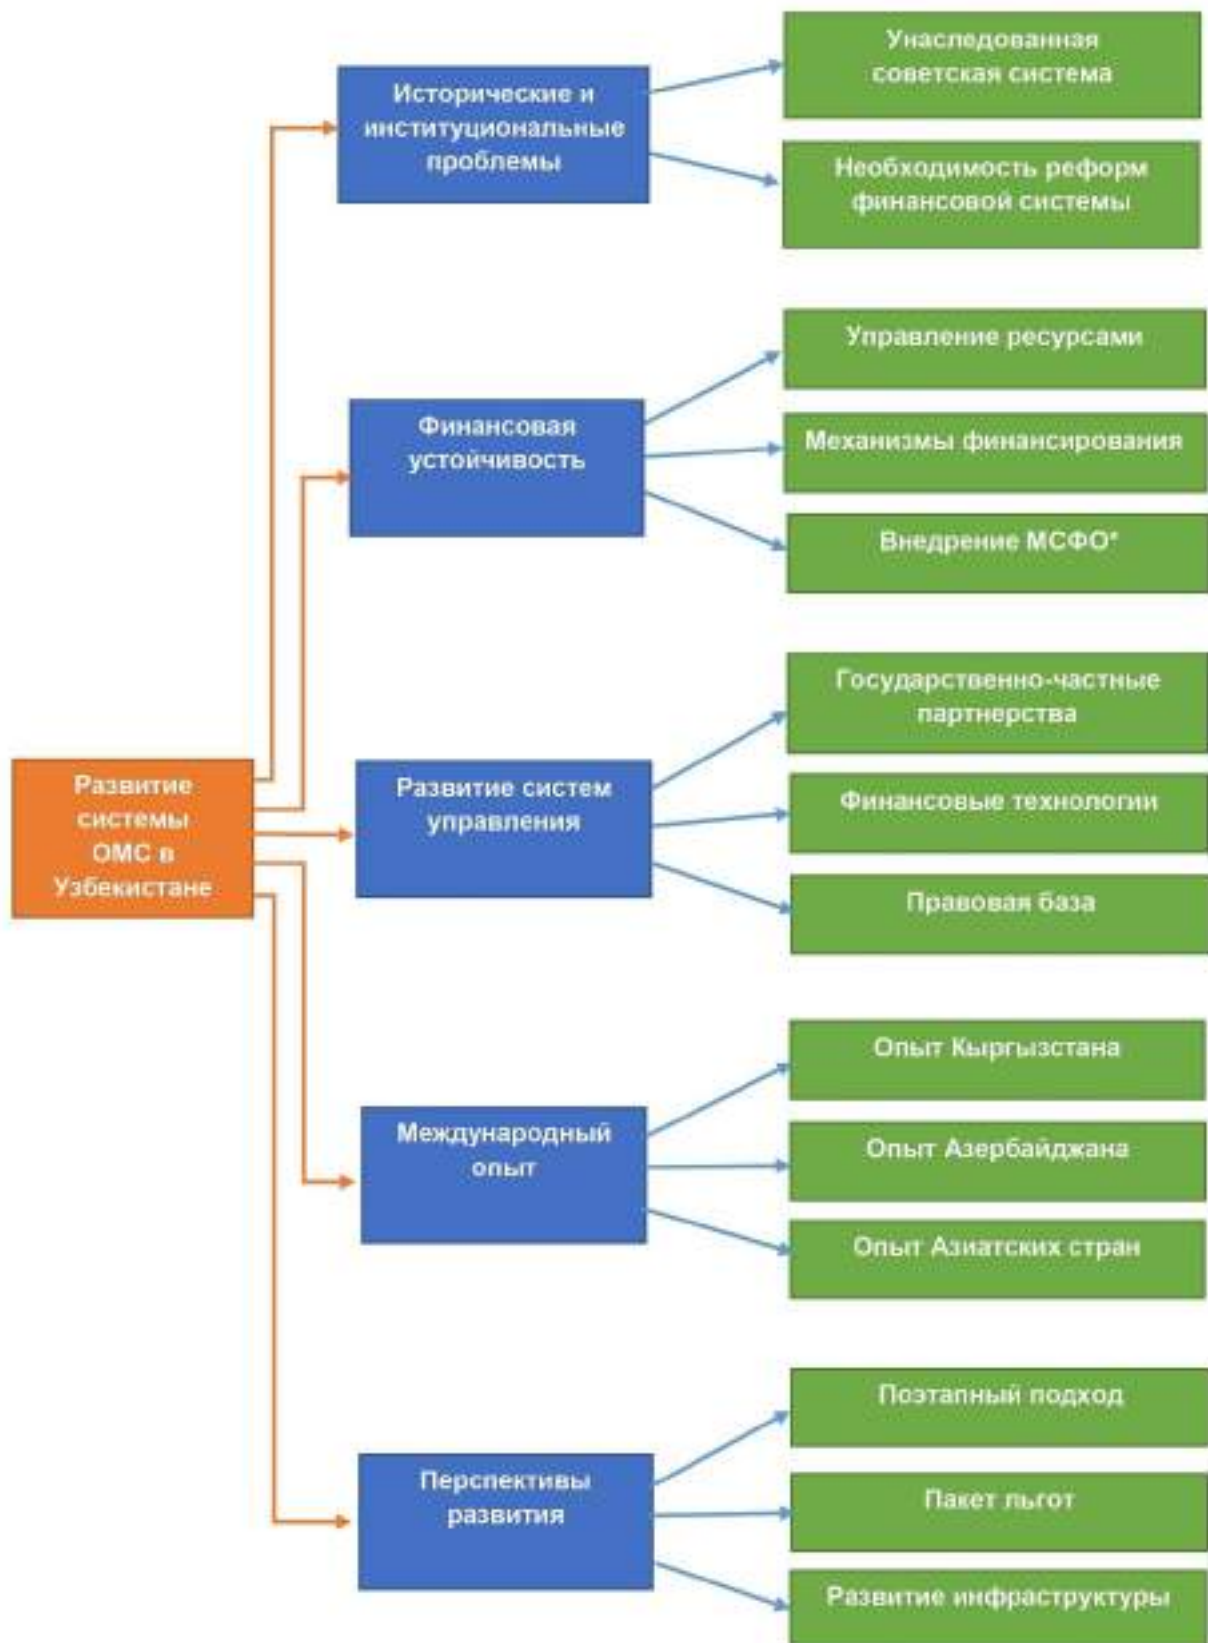 Унаследованная
советская система
Исторические и
институциональные
проблемы
Необходимость реформ
финансовой системы
Управление ресурсами
Финансовая
устойчивость
Механизмы финансирования
Внедрение МСФО*
Государственно-частные
партнерства
Развитие
системы
ОМС в
Узбекистане
Развитие систем
управления
Финансовые технологии
Правовая база
Опыт Кыргызстана
Международный
опыт
Опыт Азербайджана
Опыт Азиатских стран
Поэтапный подход
Перспективы
развития
Пакет льгот
Развитие инфраструктуры